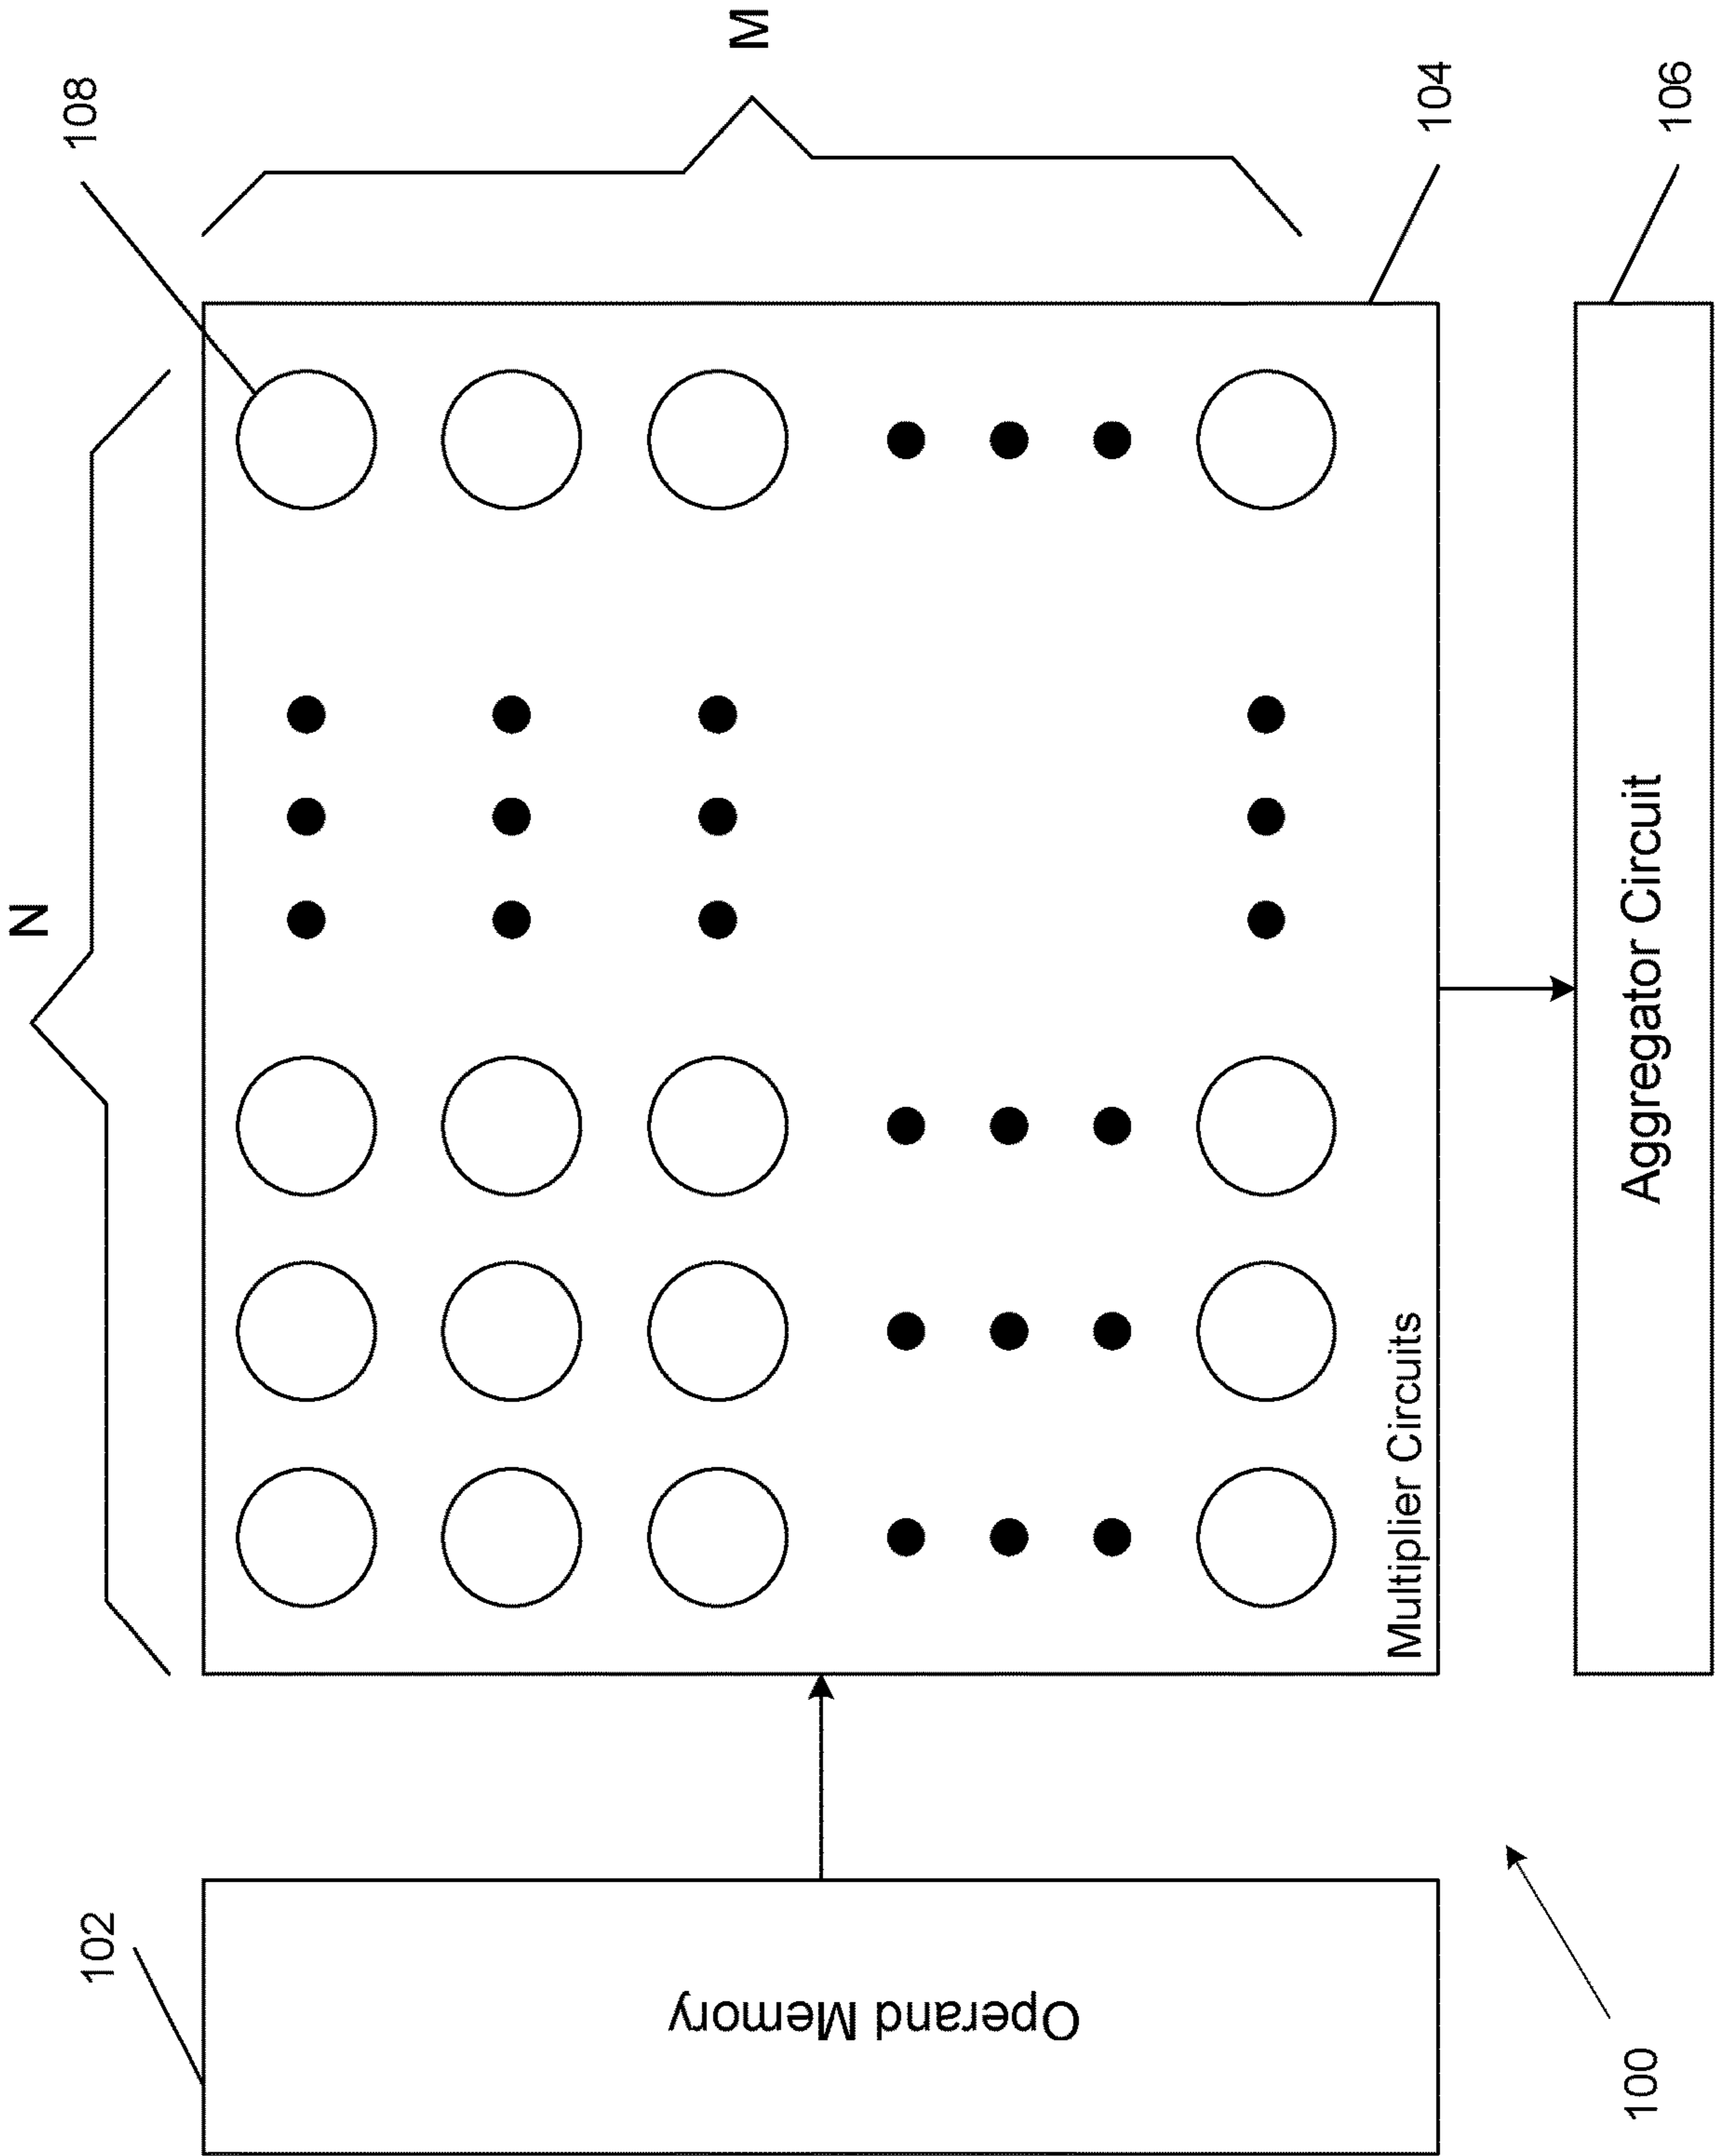 N
108
102
M
Operand Memory
Multiplier Circuits
104
100
Aggregator Circuit
106